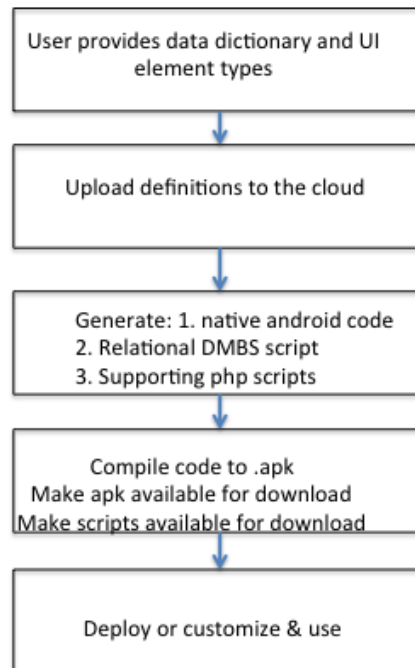 User provides data dictionary and UI
element types
Upload definitions to the cloud
Generate: 1. native android code
2. Relational DMBS script
3. Supporting php scripts
Compile code to .apk
Make apk available for download
Make scripts available for download
Deploy or customize & use